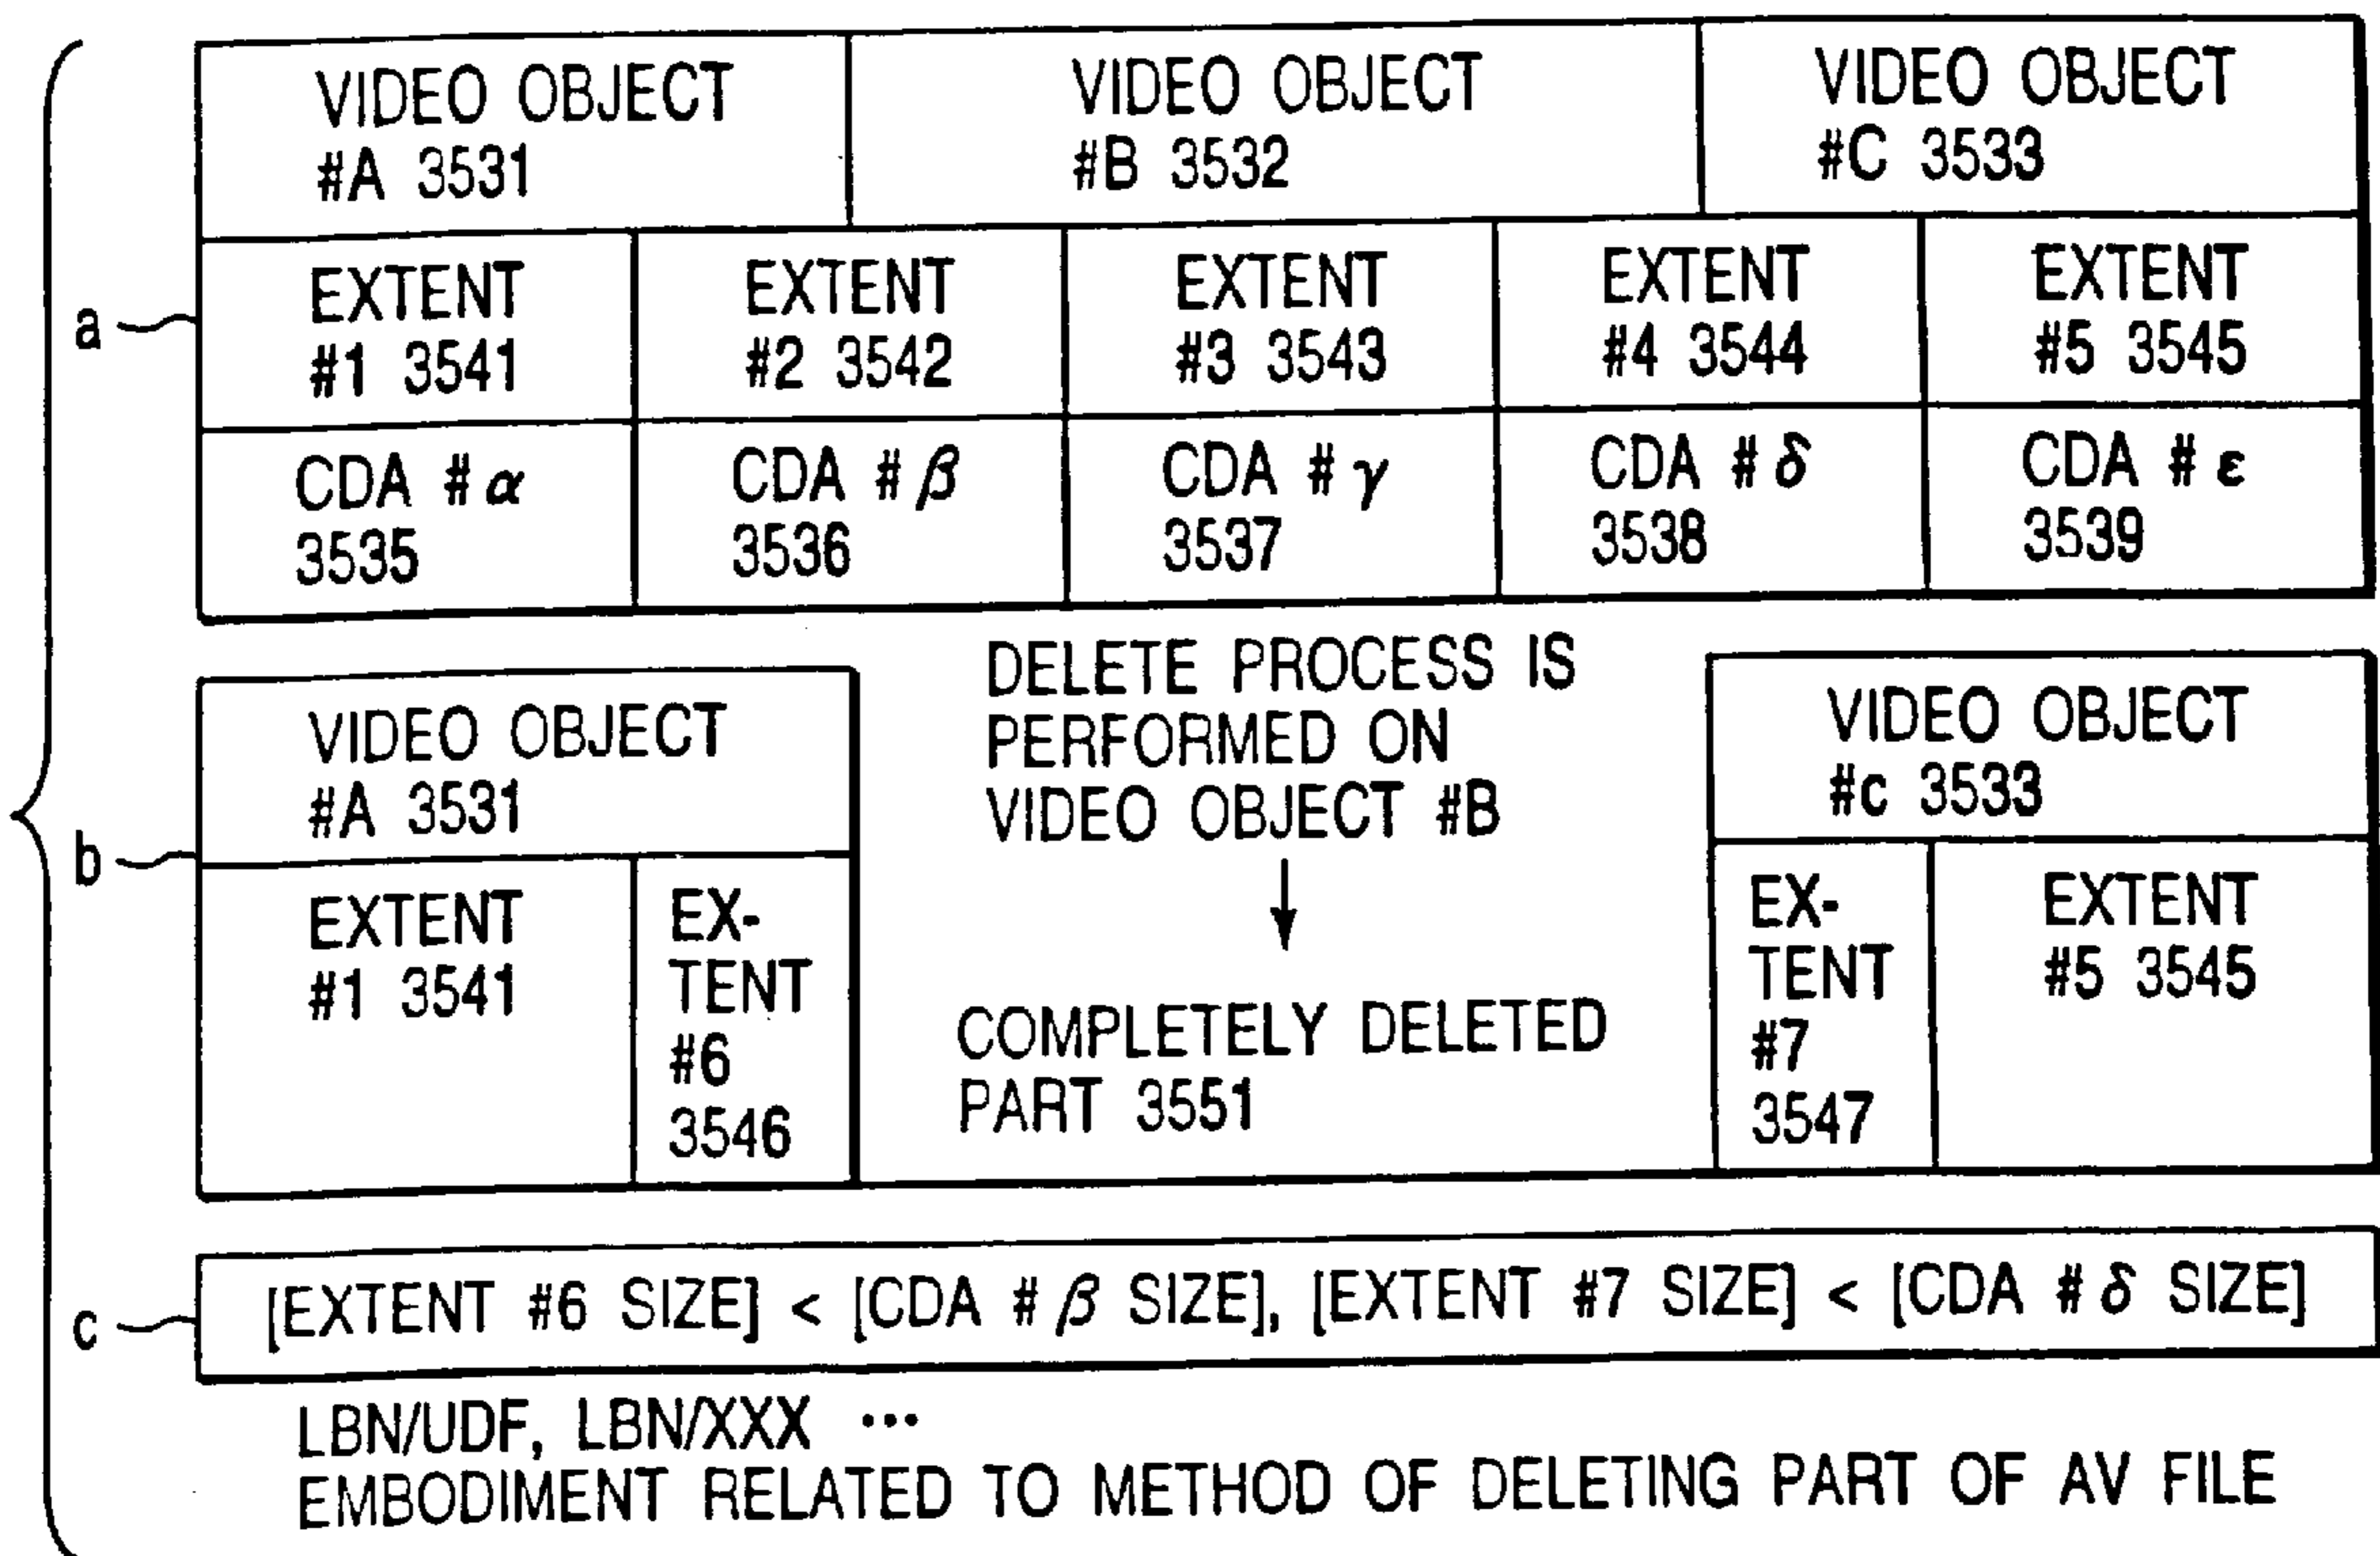 VIDEO OBJECT
#A 3531
VIDEO OBJECT
#B 3532
VIDEO OBJECT
#C 3533
a
EXTENT
#1 3541
EXTENT
#2 3542
EXTENT
#3 3543
EXTENT
#4 3544
EXTENT
#5 3545
CDA #α
3535
CDA #β
3536
CDA #γ
3537
CDA #δ
3538
CDA #ε
3539
b
VIDEO OBJECT
#A 3531
DELETE PROCESS IS
PERFORMED ON
VIDEO OBJECT #B
VIDEO OBJECT
#c 3533
EXTENT
#1 3541
EX-
TENT
#6
3546
COMPLETELY DELETED
PART 3551
EX-
TENT
#7
3547
EXTENT
#5 3545
c
[EXTENT #6 SIZE] < [CDA #β SIZE], [EXTENT #7 SIZE] < [CDA #δ SIZE]
LBN/UDF, LBN/XXX ···
EMBODIMENT RELATED TO METHOD OF DELETING PART OF AV FILE